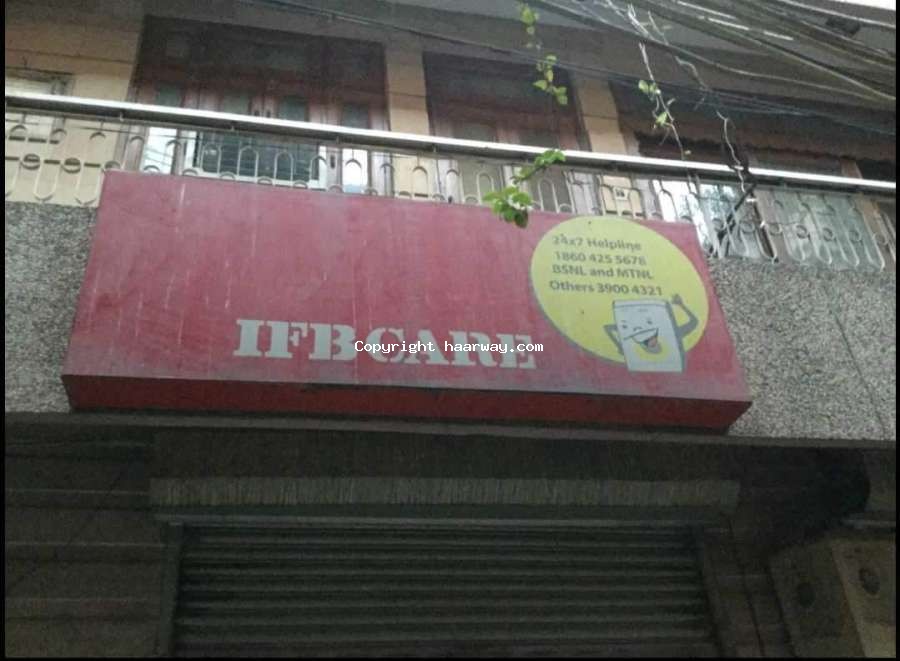 24x7 Helpline
1860 425 5678
BSNL and MTNL
Others 3900 4321
IFBCARE
Copyright haarway.com